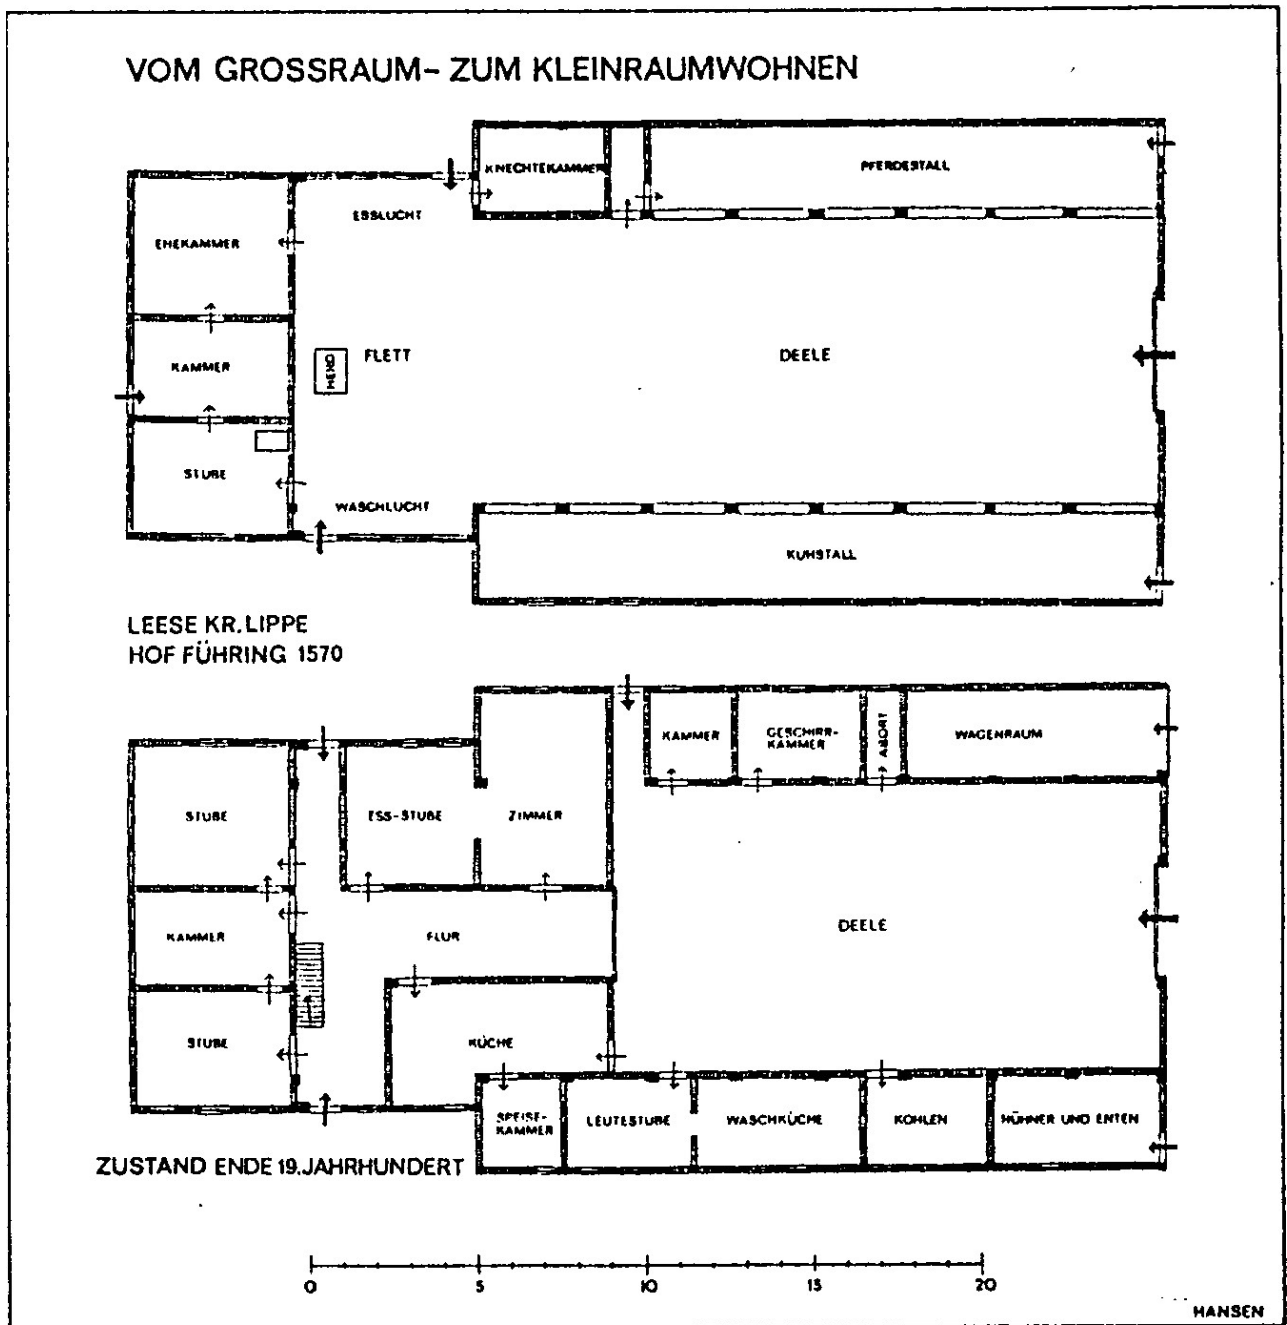 VOM GROSSRAUM- ZUM KLEINRAUMWOHNEN
KNECHTEKAMMER
PFERDESTALL
ESSLUCHT
EHEKAMMER
KAMMER
HERD
FLETT
DEELE
STUBE
WASCHLUCHT
KUHSTALL
LEESE KR. LIPPE
HOF FÜHRING 1570
KAMMER
GESCHIRR-
KAMMER
ABORT
WAGENRAUM
STUBE
ESS-STUBE
ZIMMER
KAMMER
FLUR
DEELE
STUBE
KÜCHE
SPEISE-
KAMMER
LEUTESTUBE
WASCHKÜCHE
KOHLEN
HÜHNER UND ENTEN
ZUSTAND ENDE 19. JAHRHUNDERT
0 5 10 15 20
HANSEN